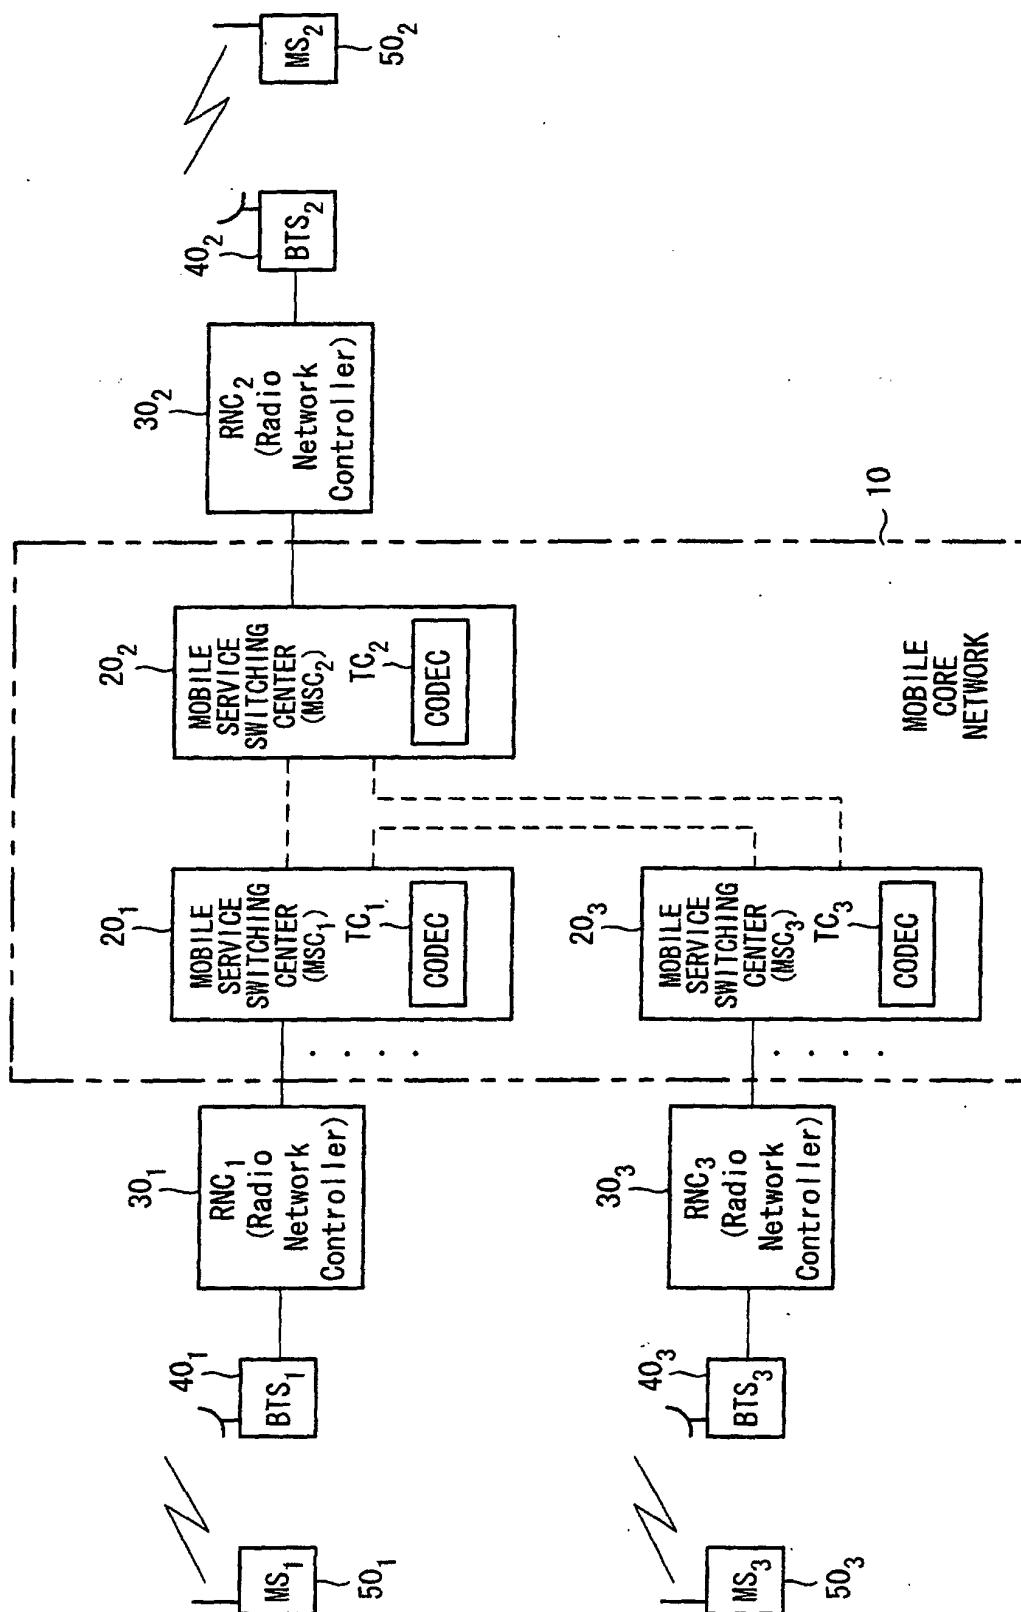 MS₁
50₁
BTS₁
40₁
RNC₁
(Radio
Network
Controller)
30₁
MOBILE
SERVICE
SWITCHING
CENTER
(MSC₁)
TC₁
CODEC
20₁
MOBILE
SERVICE
SWITCHING
CENTER
(MSC₂)
TC₂
CODEC
20₂
RNC₂
(Radio
Network
Controller)
30₂
BTS₂
40₂
MS₂
50₂
MS₃
50₃
BTS₃
40₃
RNC₃
(Radio
Network
Controller)
30₃
MOBILE
SERVICE
SWITCHING
CENTER
(MSC₃)
TC₃
CODEC
20₃
MOBILE
CORE
NETWORK
10